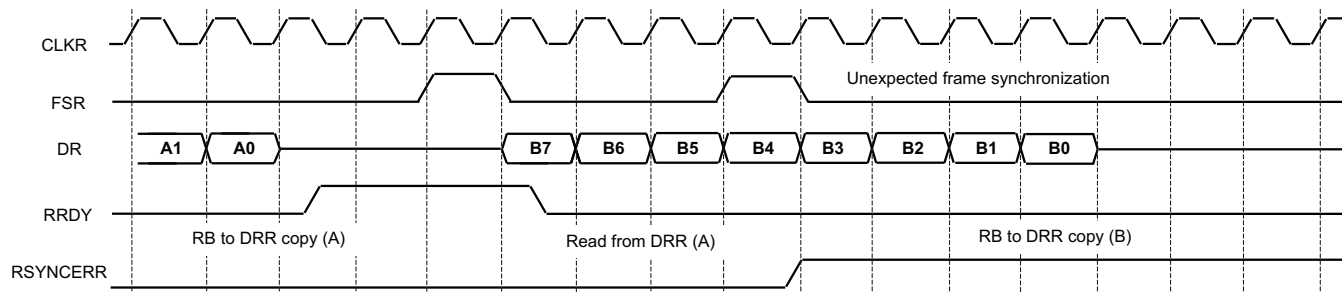 CLKR
Unexpected frame synchronization
FSR
DR A1 A0 B7 B6 B5 B4 B3 B2 B1 B0
RRDY
RB to DRR copy (A) Read from DRR (A) RB to DRR copy (B)
RSYNCERR